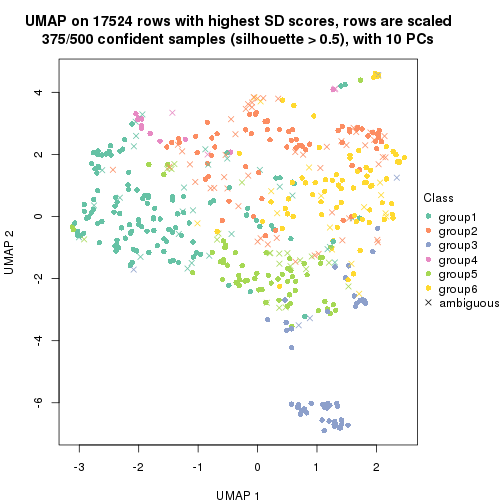 UMAP on 17524 rows with highest SD scores, rows are scaled
375/500 confident samples (silhouette > 0.5), with 10 PCs
4
2
0
-2
-4
-6
UMAP 2
-3
-2
-1
0
1
2
UMAP 1
Class
group1
group2
group3
group4
group5
group6
ambiguous